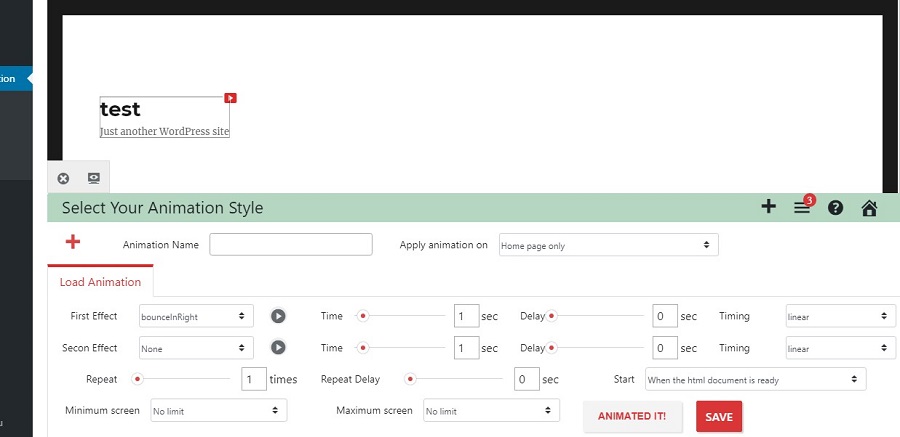 tion
test
Just another WordPress site
Select Your Animation Style
3
Animation Name
Apply animation on Home page only
Load Animation
First Effect bounceInRight Time 1 sec Delay 0 sec Timing linear
Secon Effect None Time 1 sec Delay 0 sec Timing linear
Repeat 1 times Repeat Delay 0 sec Start When the html document is ready
Minimum screen No limit Maximum screen No limit ANIMATED IT! SAVE
u